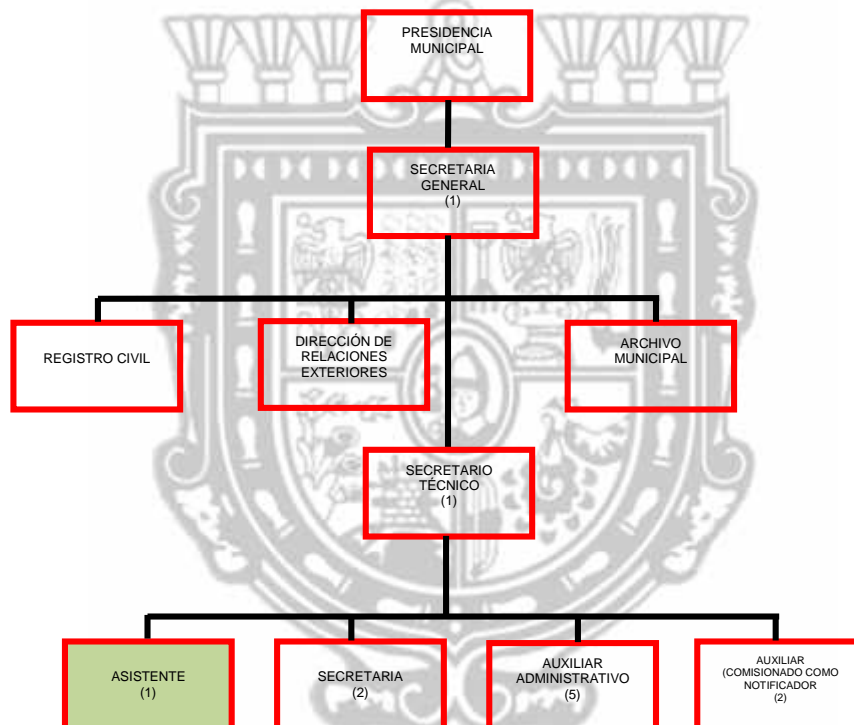 PRESIDENCIA
MUNICIPAL
SECRETARIA
GENERAL
(1)
REGISTRO CIVIL
DIRECCIÓN DE
RELACIONES
EXTERIORES
ARCHIVO
MUNICIPAL
SECRETARIO
TÉCNICO
(1)
ASISTENTE
(1)
SECRETARIA
(2)
AUXILIAR
ADMINISTRATIVO
(5)
AUXILIAR
(COMISIONADO COMO
NOTIFICADOR
(2)